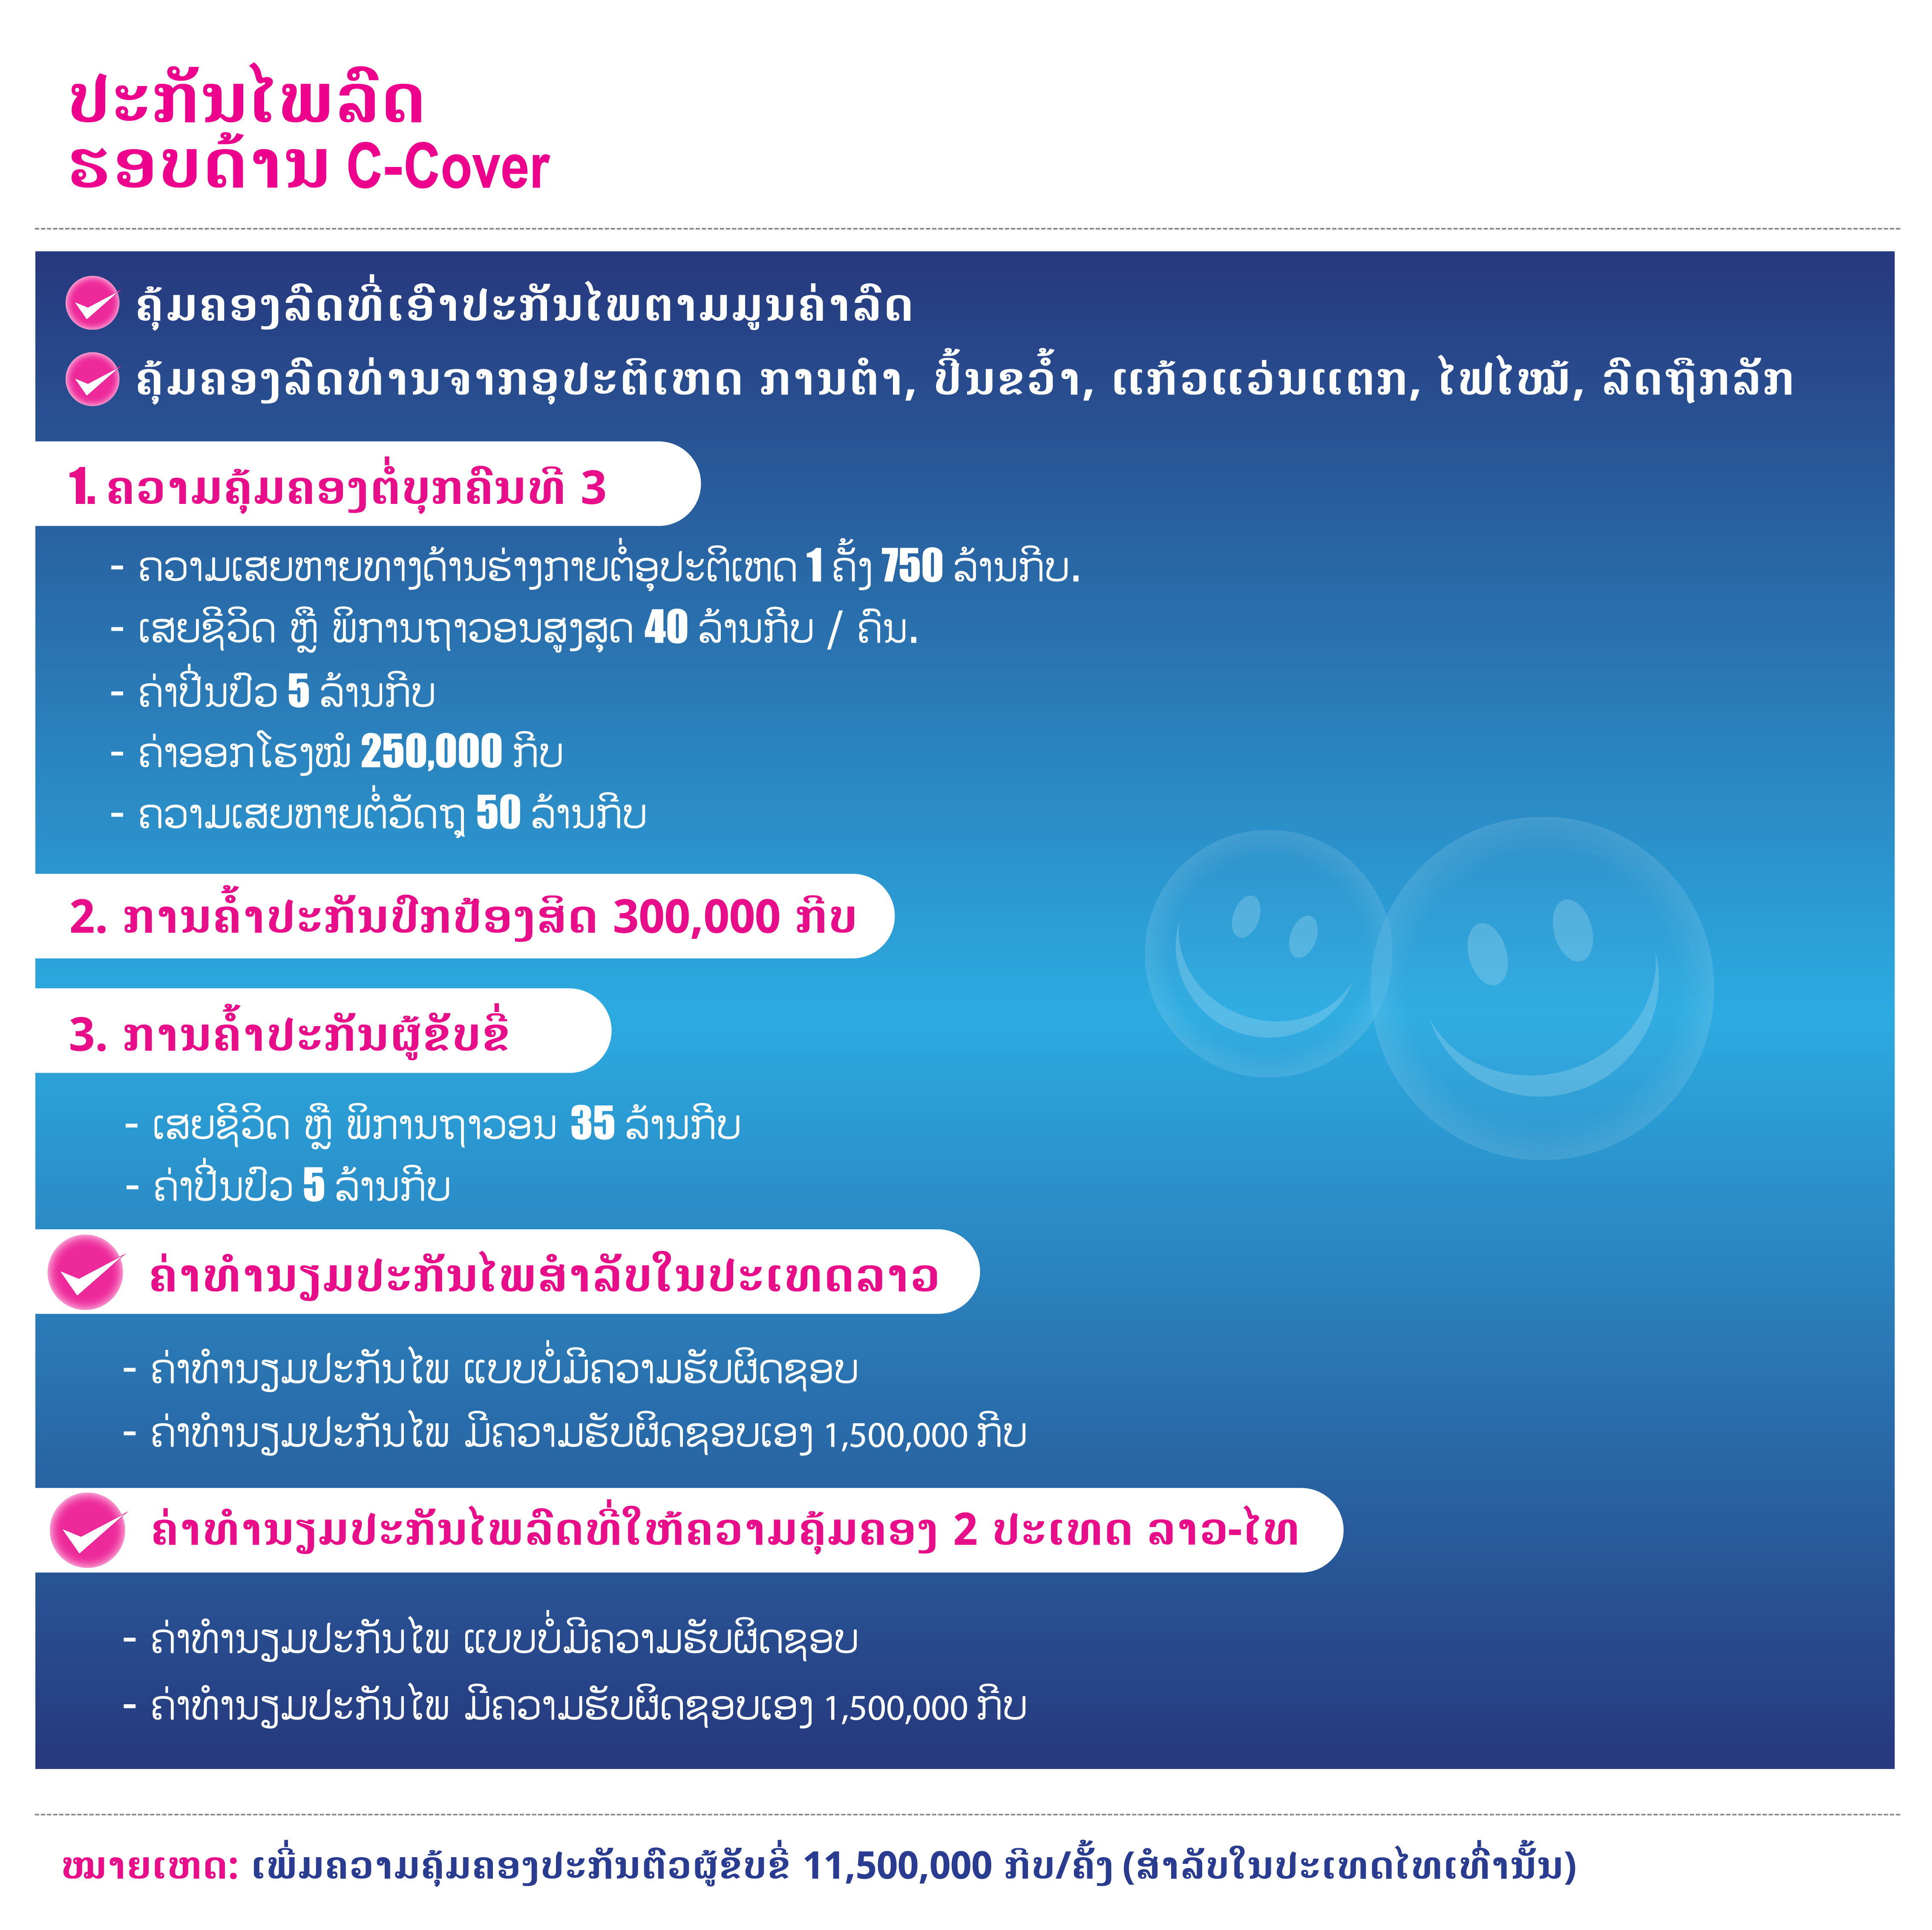 ປະກັນໄພລົດ
ຮອບດ້ານ C-Cover
ຄຸ້ມຄອງລົດທີ່ເອົາປະກັນໄພຕາມມູນຄ່າລົດ
ຄຸ້ມຄອງລົດທ່ານຈາກອຸປະຕິເຫດ ການຕໍາ, ປີ້ນຂວໍ້າ, ແກ້ວແວ່ນແຕກ, ໄຟໄໝ້, ລົດຖືກລັກ
1. ຄວາມຄຸ້ມຄອງຕໍ່ບຸກຄົນທີ 3
- ຄວາມເສຍຫາຍທາງດ້ານຮ່າງກາຍຕໍ່ອຸປະຕິເຫດ 1 ຄັ້ງ 750 ລ້ານກີບ.
- ເສຍຊີວິດ ຫຼື ພິການຖາວອນສູງສຸດ 40 ລ້ານກີບ / ຄົນ.
- ຄ່າປິ່ນປົວ 5 ລ້ານກີບ
- ຄ່າອອກໂຮງໝໍ 250,000 ກີບ
- ຄວາມເສຍຫາຍຕໍ່ວັດຖຸ 50 ລ້ານກີບ
2. ການຄໍ້າປະກັນປົກປ້ອງສິດ 300,000 ກີບ
3. ການຄໍ້າປະກັນຜູ້ຂັບຂີ່
- ເສຍຊີວິດ ຫຼື ພິການຖາວອນ 35 ລ້ານກີບ
- ຄ່າປິ່ນປົວ 5 ລ້ານກີບ
ຄ່າທໍານຽມປະກັນໄພສໍາລັບໃນປະເທດລາວ
- ຄ່າທໍານຽມປະກັນໄພ ແບບບໍ່ມີຄວາມຮັບຜິດຊອບ
- ຄ່າທໍານຽມປະກັນໄພ ມີຄວາມຮັບຜິດຊອບເອງ 1,500,000 ກີບ
ຄ່າທໍານຽມປະກັນໄພລົດທີ່ໃຫ້ຄວາມຄຸ້ມຄອງ 2 ປະເທດ ລາວ-ໄທ
- ຄ່າທໍານຽມປະກັນໄພ ແບບບໍ່ມີຄວາມຮັບຜິດຊອບ
- ຄ່າທໍານຽມປະກັນໄພ ມີຄວາມຮັບຜິດຊອບເອງ 1,500,000 ກີບ
ໝາຍເຫດ: ເພີ່ມຄວາມຄຸ້ມຄອງປະກັນຕົວຜູ້ຂັບຂີ່ 11,500,000 ກີບ/ຄັ້ງ (ສໍາລັບໃນປະເທດໄທເທົ່ານັ້ນ)